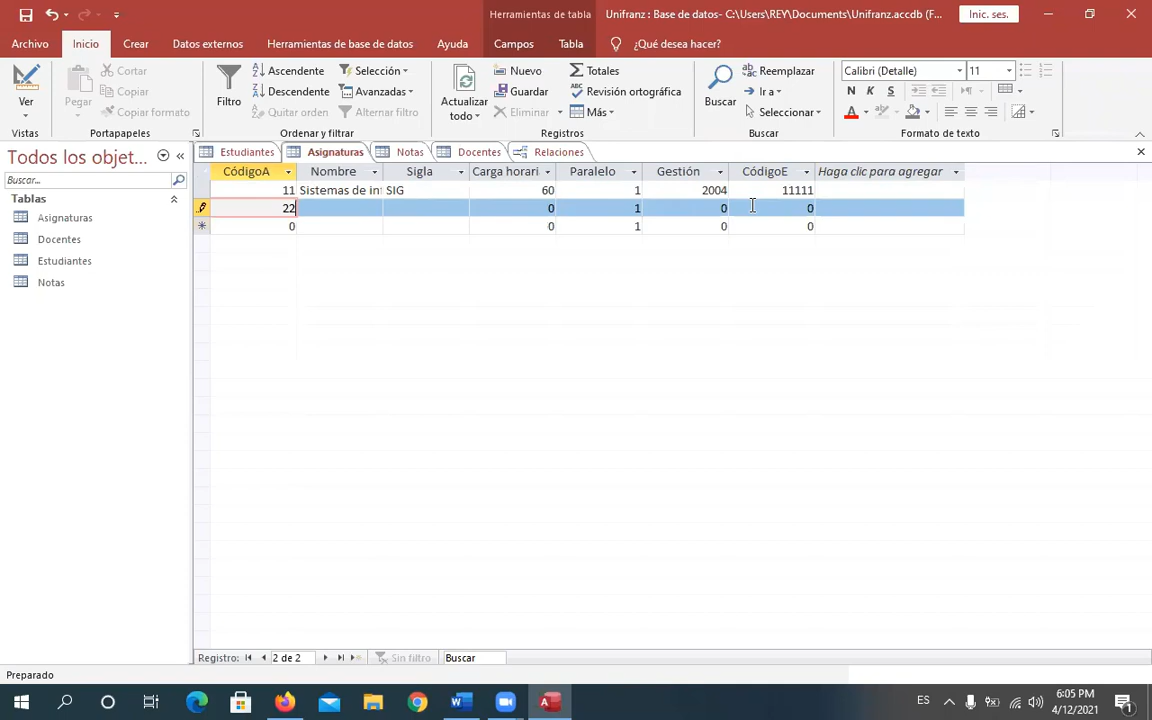 Herramientas de tabla
Unifranz : Base de datos- C:\Users\REY\Documents\Unifranz.accdb (F...
Inic. ses.
Archivo
Inicio
Crear
Datos externos
Herramientas de base de datos
Ayuda
Campos
Tabla
¿Qué desea hacer?
Ver
Pegar
Cortar
Copiar
Copiar formato
Filtro
Ascendente
Descendente
Quitar orden
Selección
Avanzadas
Alternar filtro
Actualizar
todo
Nuevo
Guardar
Eliminar
Totales
Revisión ortográfica
Más
Buscar
Reemplazar
Ir a
Calibri (Detalle)
11
N K S
A
Vistas
Portapapeles
Ordenar y filtrar
Registros
Buscar
Formato de texto
Todos los objet...
Buscar...
Tablas
Asignaturas
Docentes
Estudiantes
Notas
Estudiantes
Asignaturas
Notas
Docentes
Relaciones
CódigoA Nombre Sigla Carga horari Paralelo Gestión CódigoE Haga clic para agregar
11 Sistemas de inf SIG 60 1 2004 11111
22 0 1 0 0
0 0 1 0 0
Registro: 2 de 2 Sin filtro Buscar
Preparado
ES
6:05 PM
4/12/2021
1